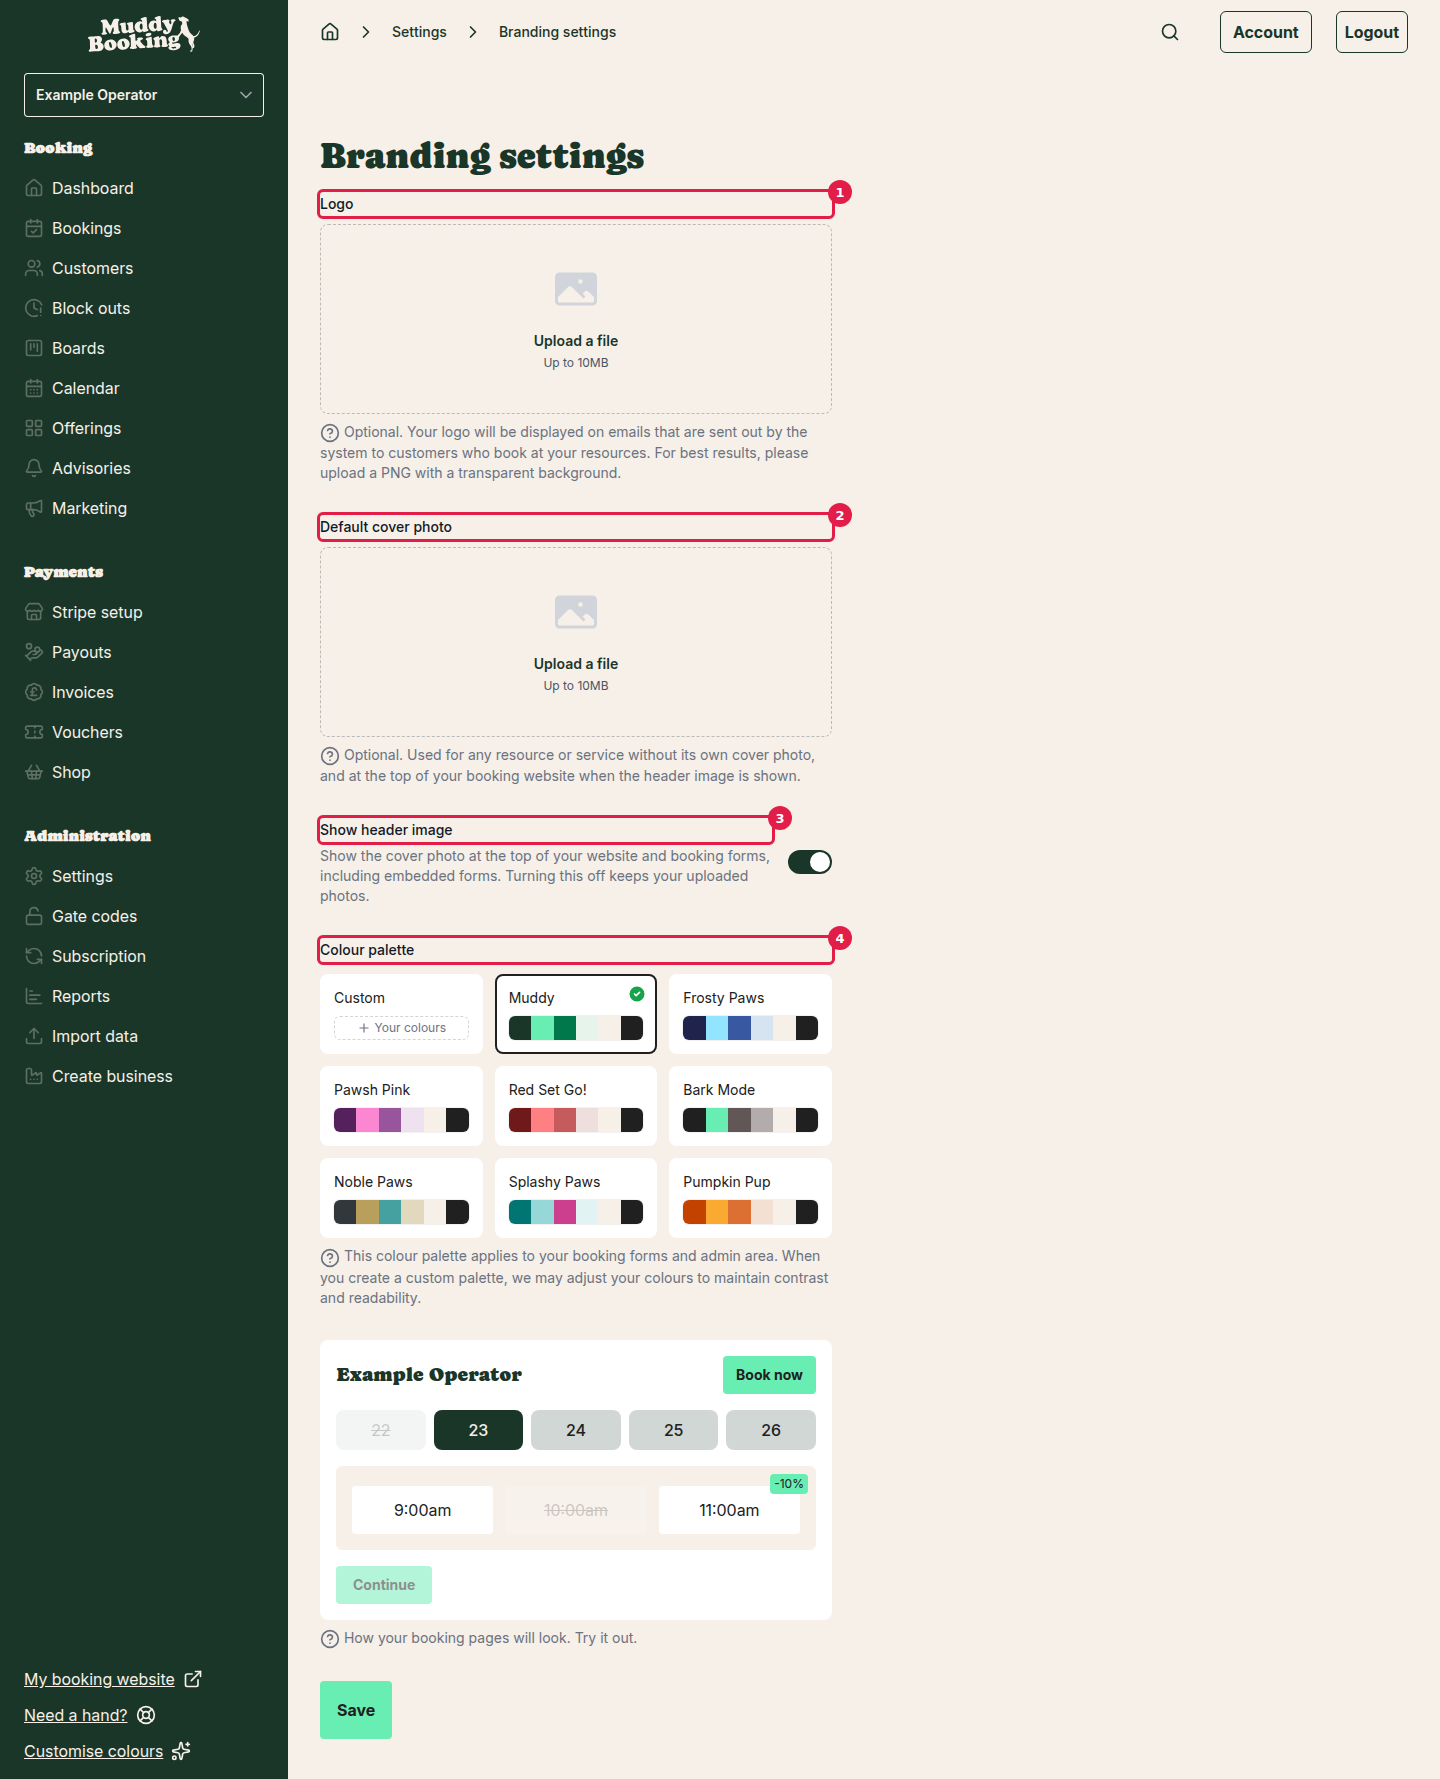 Muddy
Booking
Example Operator
Booking
Dashboard
Bookings
Customers
Block outs
Boards
Calendar
Offerings
Advisories
Marketing
Payments
Stripe setup
Payouts
Invoices
Vouchers
Shop
Administration
Settings
Gate codes
Subscription
Reports
Import data
Create business
My booking website
Need a hand?
Customise colours
Settings
Branding settings
Account
Logout
Branding settings
1
Logo
Upload a file
Up to 10MB
Optional. Your logo will be displayed on emails that are sent out by the
system to customers who book at your resources. For best results, please
upload a PNG with a transparent background.
2
Default cover photo
Upload a file
Up to 10MB
Optional. Used for any resource or service without its own cover photo,
and at the top of your booking website when the header image is shown.
3
Show header image
Show the cover photo at the top of your website and booking forms,
including embedded forms. Turning this off keeps your uploaded
photos.
4
Colour palette
Custom
Your colours
Muddy
Frosty Paws
Pawsh Pink
Red Set Go!
Bark Mode
Noble Paws
Splashy Paws
Pumpkin Pup
This colour palette applies to your booking forms and admin area. When
you create a custom palette, we may adjust your colours to maintain contrast
and readability.
Example Operator
Book now
22
23
24
25
26
9:00am
10:00am
-10%
11:00am
Continue
How your booking pages will look. Try it out.
Save